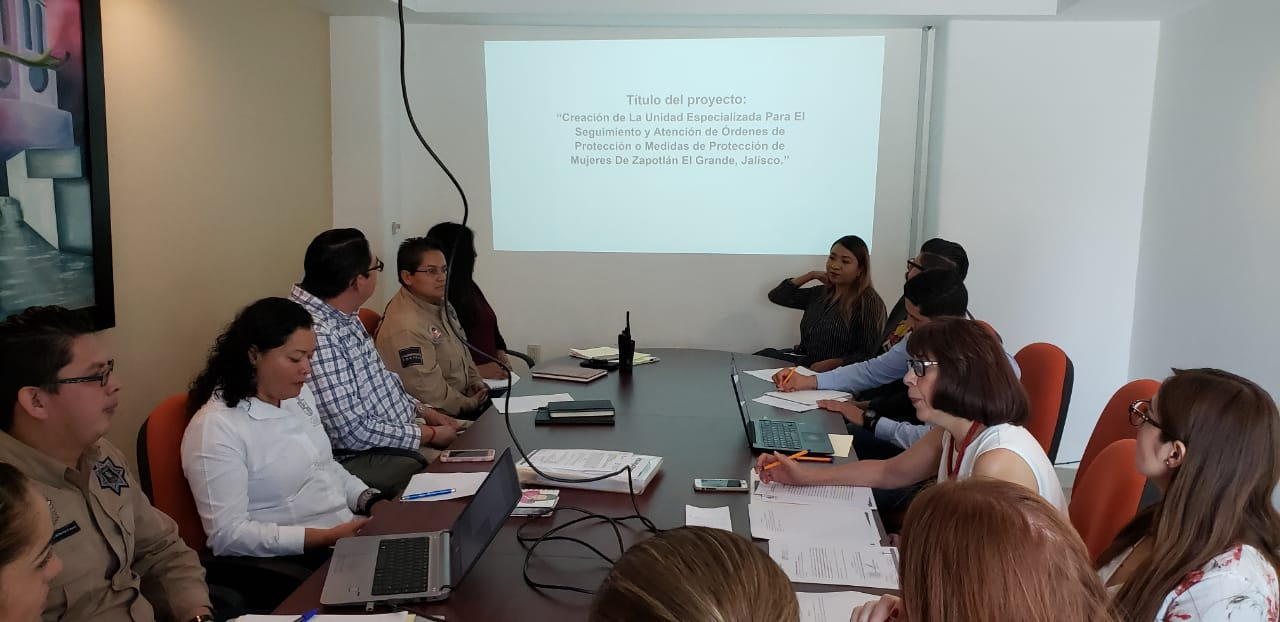 Título del proyecto:
“Creación de La Unidad Especializada Para El
Seguimiento y Atención de Órdenes de
Protección o Medidas de Protección de
Mujeres De Zapotlán El Grande, Jalisco.”